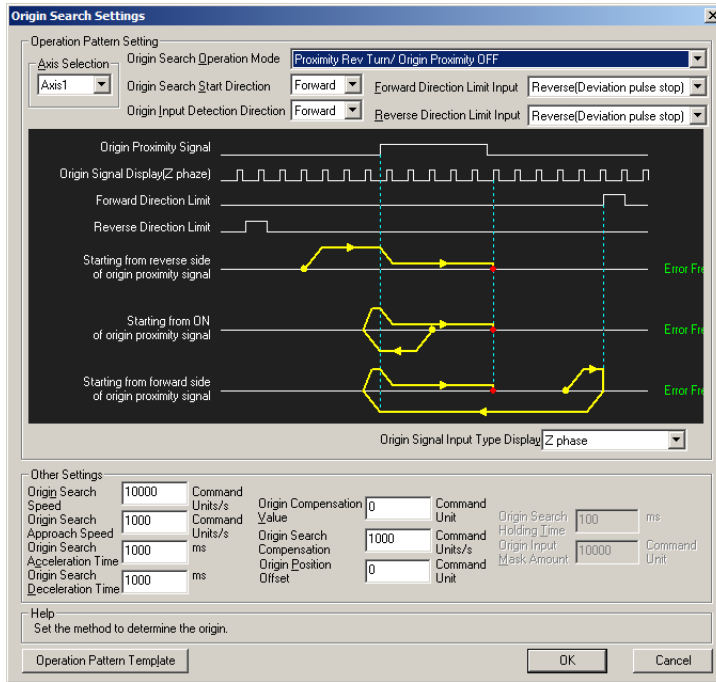 Origin Search Settings
Operation Pattern Setting
Axis Selection
Axis1
Origin Search Operation Mode
Proximity Rev Turn/ Origin Proximity OFF
Origin Search Start Direction
Forward
Forward Direction Limit Input
Reverse(Deviation pulse stop)
Origin Input Detection Direction
Forward
Reverse Direction Limit Input
Reverse(Deviation pulse stop)
Origin Proximity Signal
Origin Signal Display(Z phaze)
Forward Direction Limit
Reverse Direction Limit
Starting from reverse side
of origin proximity signal
Error Fre
Starting from ON
of origin proximity signal
Error Fre
Starting from forward side
of origin proximity signal
Error Fre
Origin Signal Input Type Display
Z phase
Other Settings
Origin Search
Speed
10000
Command
Units/s
Origin Search
Approach Speed
1000
Command
Units/s
Origin Search
Acceleration Time
1000
ms
Origin Search
Deceleration Time
1000
ms
Origin Compensation
Value
0
Command
Unit
Origin Search
Compensation
1000
Command
Units/s
Origin Position
Offset
0
Command
Unit
Origin Search
Holding Time
100
ms
Origin Input
Mask Amount
10000
Command
Unit
Help
Set the method to determine the origin.
Operation Pattern Template
OK
Cancel